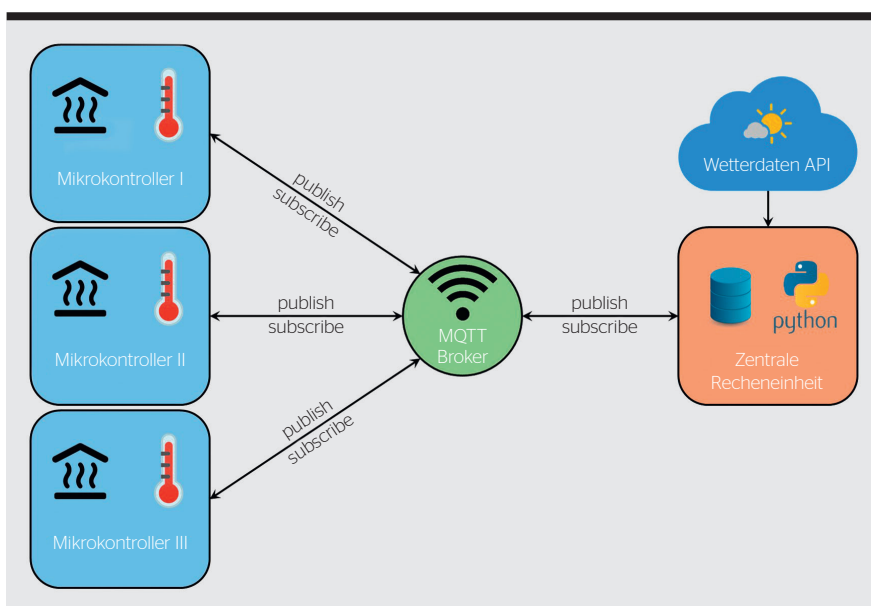 Mikrokontroller I
publish
subscribe
Wetterdaten API
Mikrokontroller II
publish
subscribe
MQTT
Broker
publish
subscribe
python
Zentrale
Recheneinheit
publish
subscribe
Mikrokontroller III